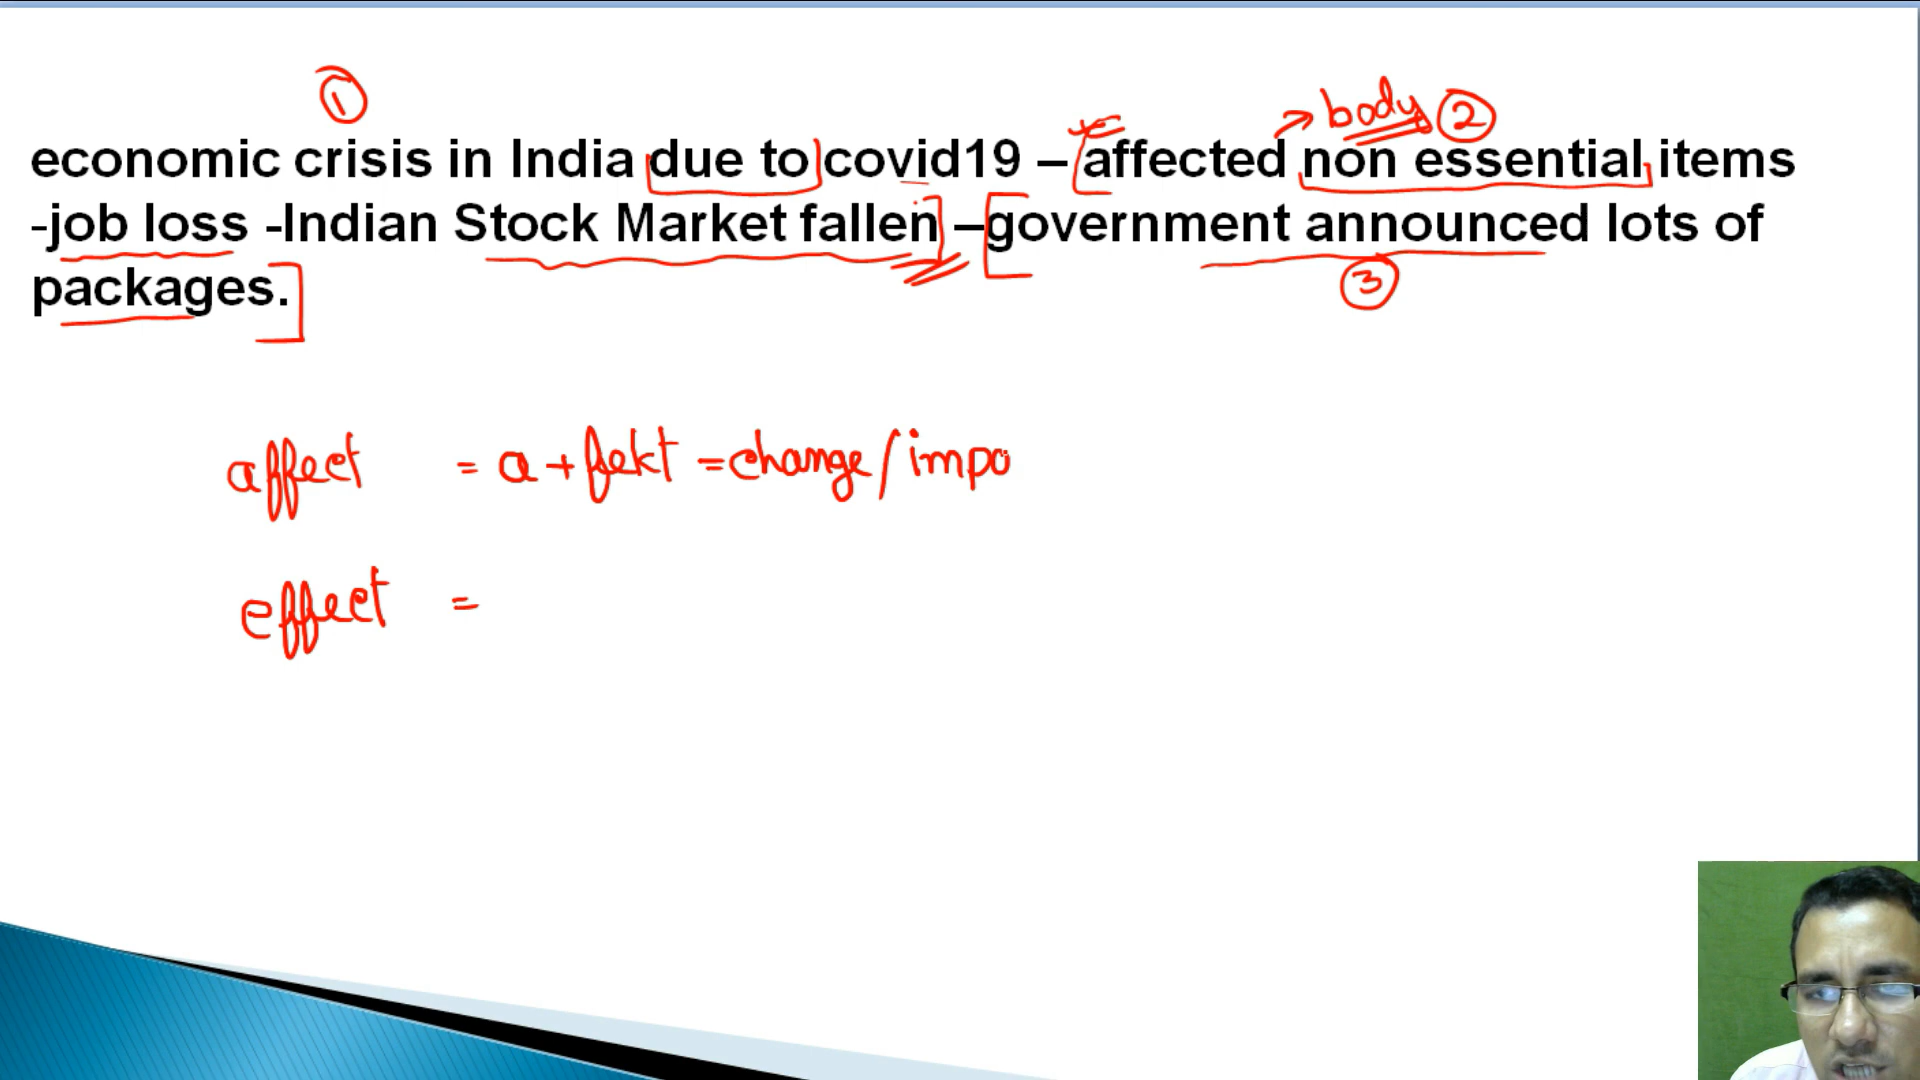 ①
→ body ②
economic crisis in India due to covid19 – affected non essential items
-job loss -Indian Stock Market fallen –government announced lots of
③
packages.
affect = a + fekt = change / impo
effect =